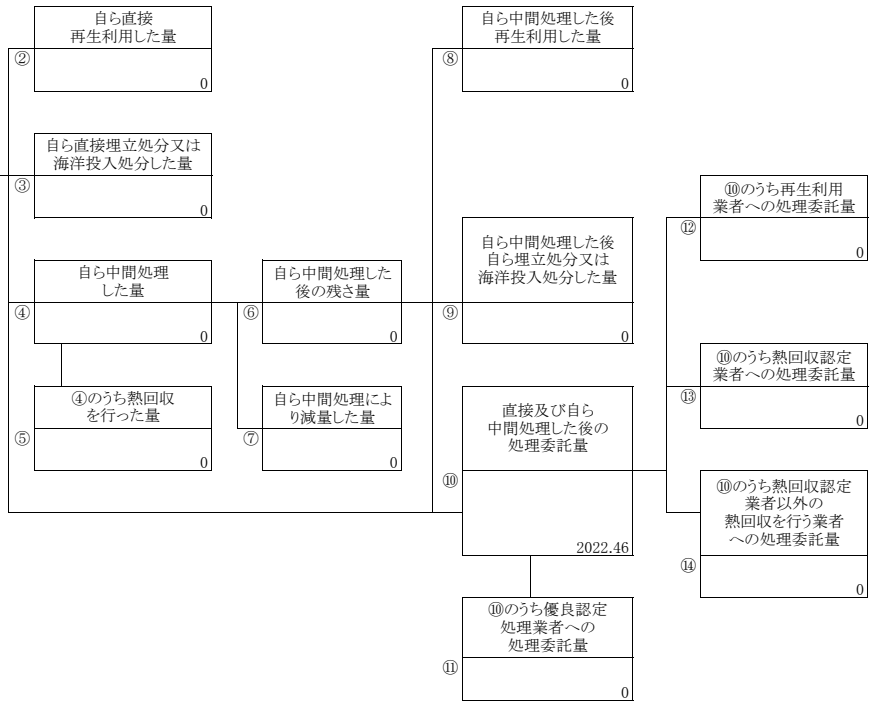 自ら直接
再生利用した量
②
0
自ら中間処理した後
再生利用した量
⑧
0
自ら直接埋立処分又は
海洋投入処分した量
③
0
⑩のうち再生利用
業者への処理委託量
⑫
0
自ら中間処理
した量
④
0
自ら中間処理した
後の残さ量
⑥
0
自ら中間処理した後
自ら埋立処分又は
海洋投入処分した量
⑨
0
⑩のうち熱回収認定
業者への処理委託量
⑬
0
④のうち熱回収
を行った量
⑤
0
自ら中間処理によ
り減量した量
⑦
0
直接及び自ら
中間処理した後の
処理委託量
⑩
2022.46
⑩のうち熱回収認定
業者以外の
熱回収を行う業者
への処理委託量
⑭
0
⑩のうち優良認定
処理業者への
処理委託量
⑪
0